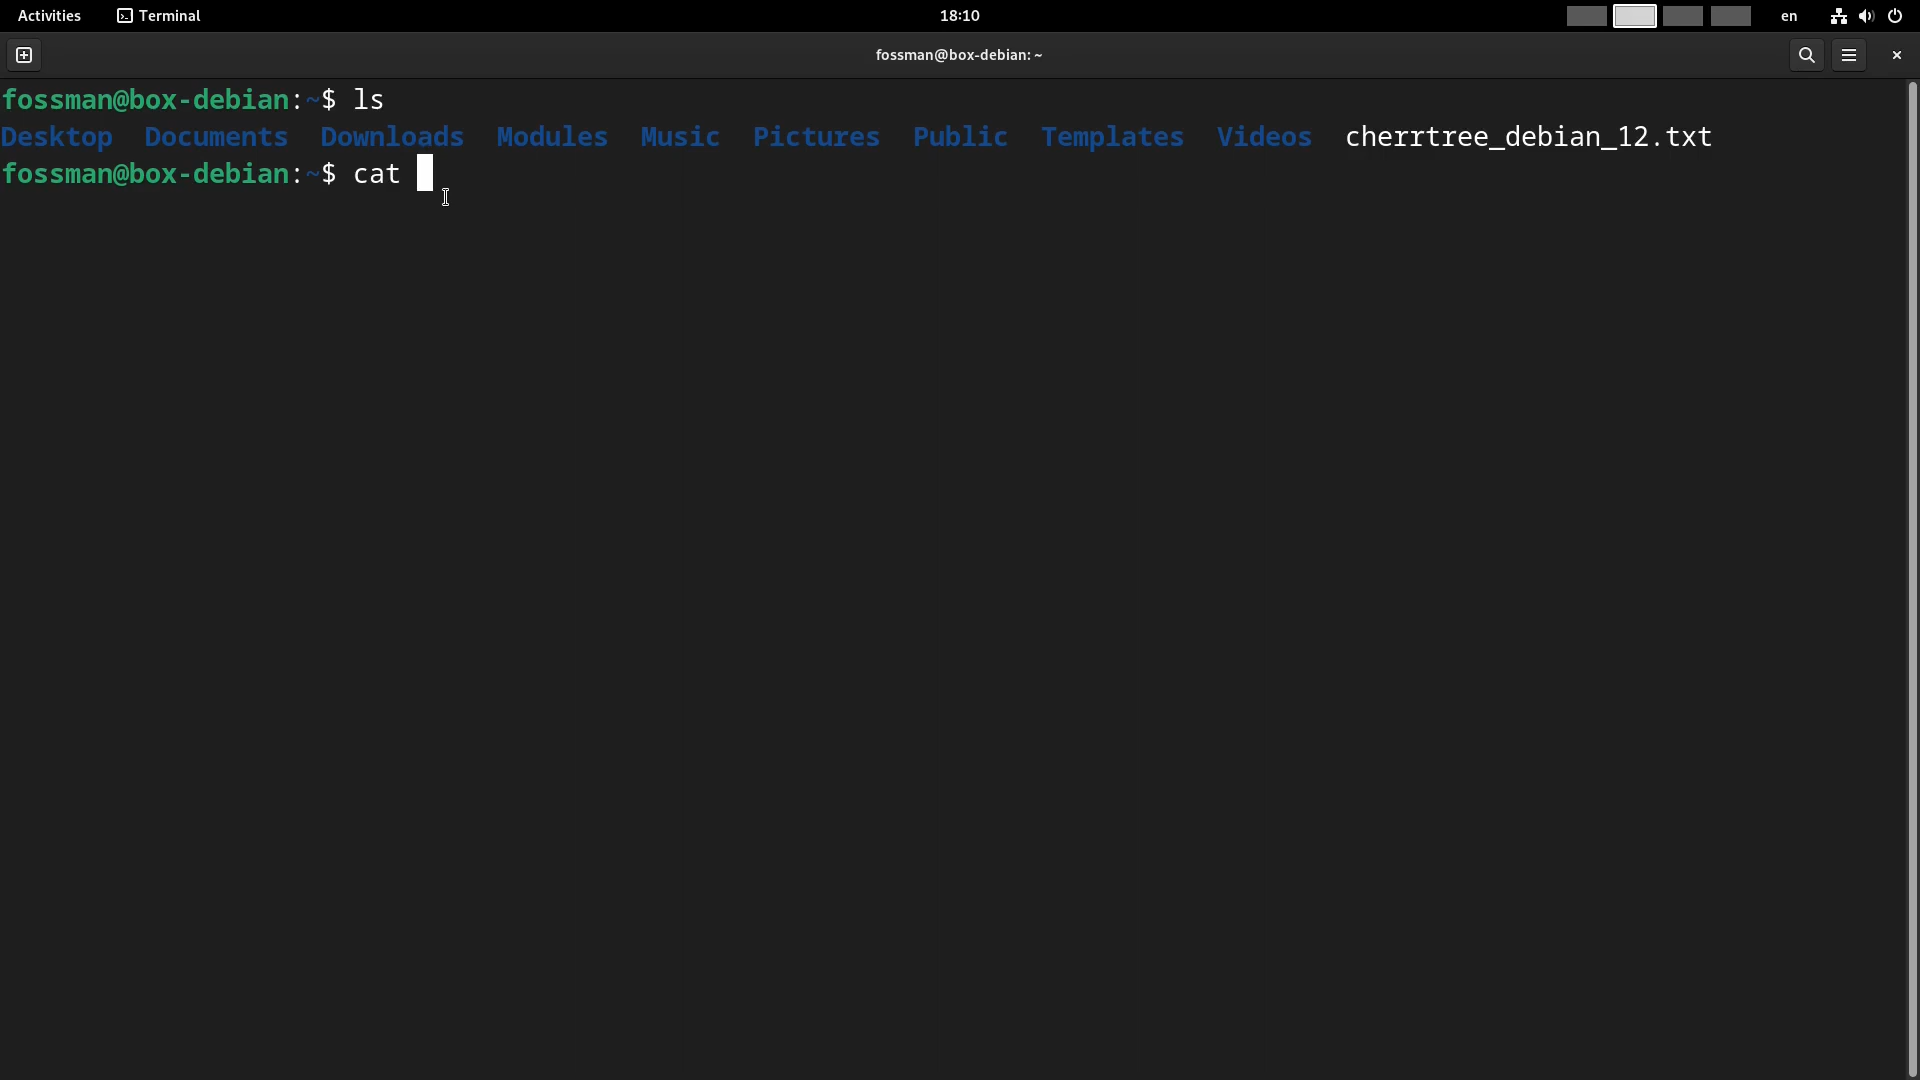 Activities Terminal 18:10 en
fossman@box-debian: ~
fossman@box-debian:~$ ls
Desktop Documents Downloads Modules Music Pictures Public Templates Videos cherrtree_debian_12.txt
fossman@box-debian:~$ cat